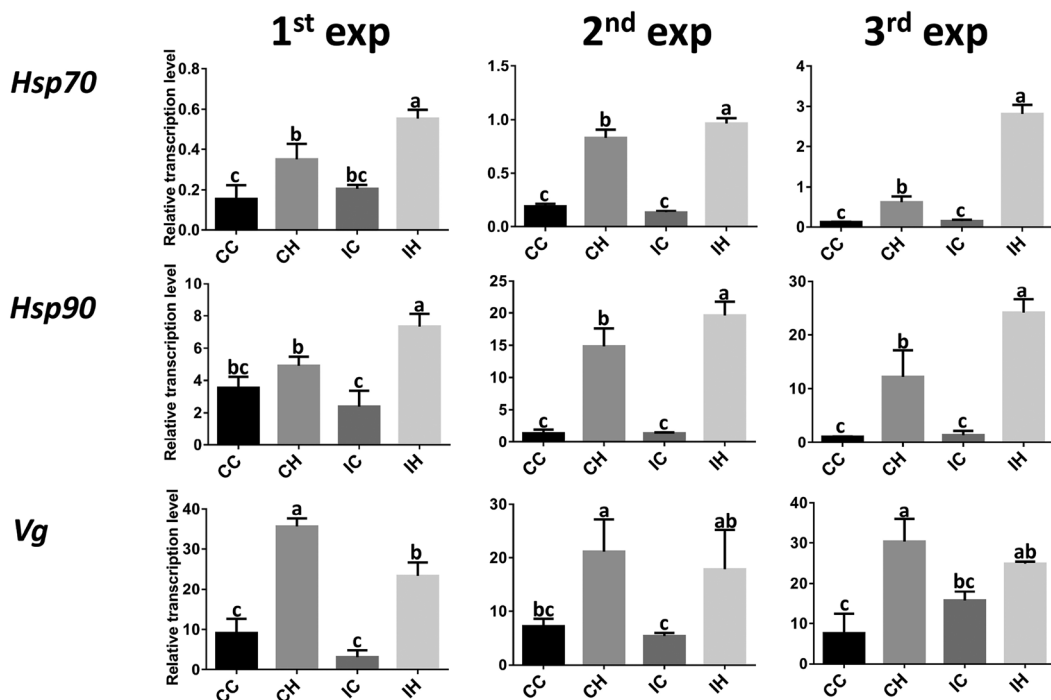 1st exp 2nd exp 3rd exp
Hsp70
Relative transcription level
0.8
0.6
0.4
0.2
0.0
c b bc a
CC CH IC IH
1.5
1.0
0.5
0.0
c b c a
CC CH IC IH
4
3
2
1
0
c b c a
CC CH IC IH
Hsp90
Relative transcription level
10
8
6
4
2
0
bc b c a
CC CH IC IH
25
20
15
10
5
0
c b c a
CC CH IC IH
30
20
10
0
c b c a
CC CH IC IH
Vg
Relative transcription level
40
30
20
10
0
c a c b
CC CH IC IH
30
20
10
0
bc a c ab
CC CH IC IH
40
30
20
10
0
c a bc ab
CC CH IC IH